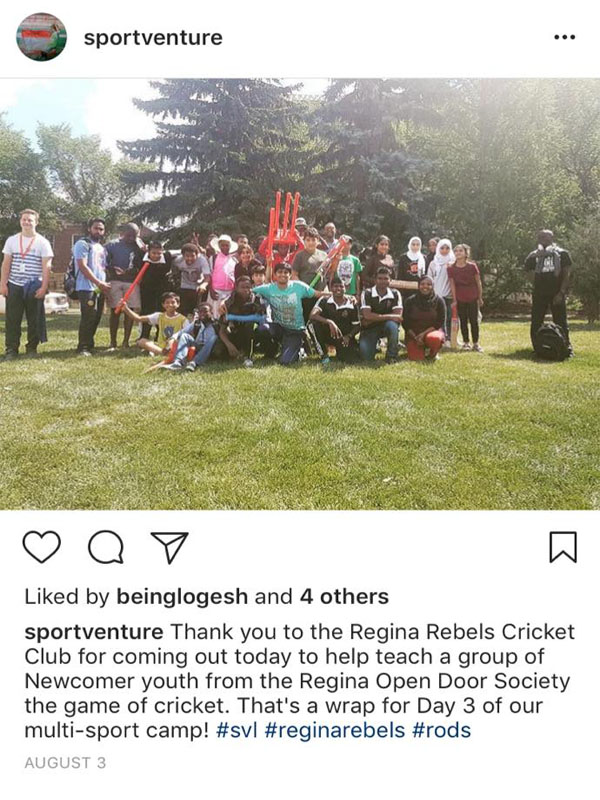 sportventure
Liked by beinglogesh and 4 others
sportventure Thank you to the Regina Rebels Cricket
Club for coming out today to help teach a group of
Newcomer youth from the Regina Open Door Society
the game of cricket. That's a wrap for Day 3 of our
multi-sport camp! #svl #reginarebels #rods
AUGUST 3